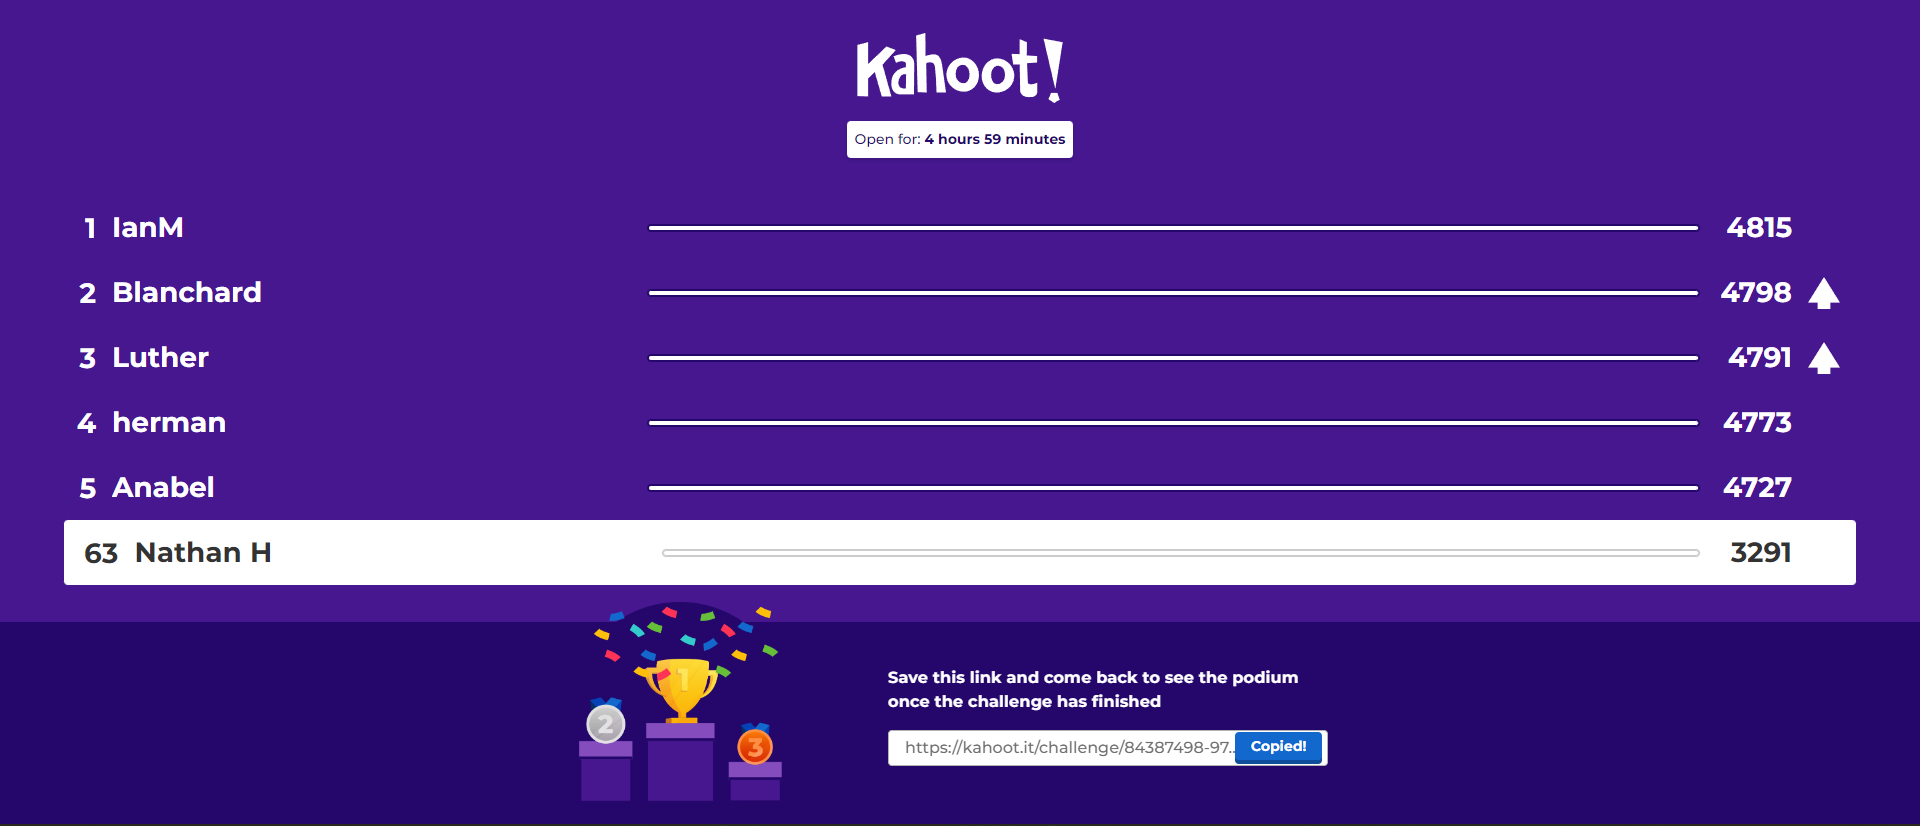 Kahoot!
Open for: 4 hours 59 minutes
1 IanM 4815
2 Blanchard 4798
3 Luther 4791
4 herman 4773
5 Anabel 4727
63 Nathan H 3291
1
2
3
Save this link and come back to see the podium
once the challenge has finished
https://kahoot.it/challenge/84387498-97... Copied!